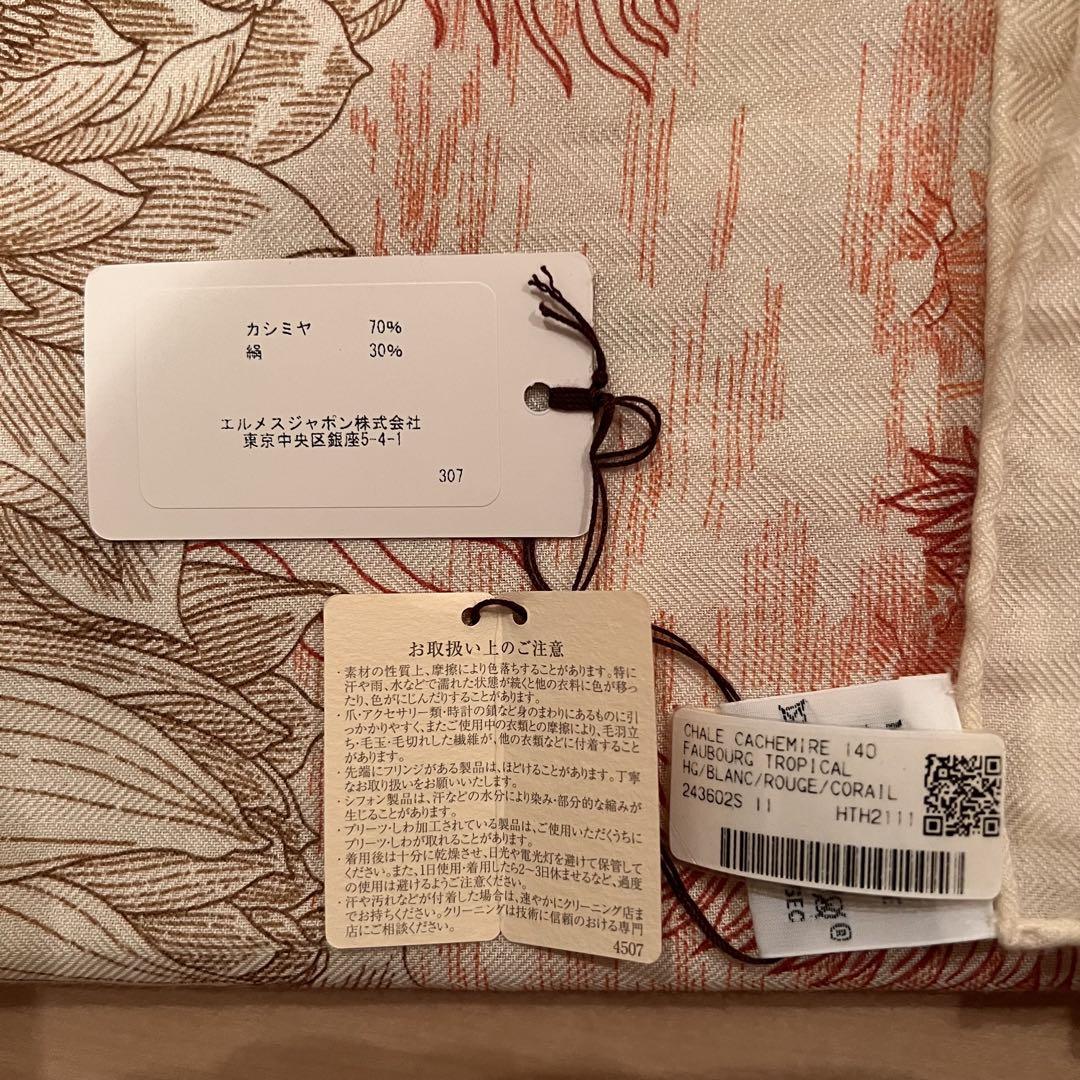 カシミヤ 70%
絹 30%
エルメスジャポン株式会社
東京中央区銀座5-4-1
307
お取扱い上のご注意
・素材の性質上、摩擦により色落ちすることがあります。特に
汗や雨、水などで濡れた状態が続くと他の衣料に色が移っ
たり、色がにじんだりすることがあります。
・爪・アクセサリー類・時計の鎖など身のまわりにあるものに引
っかかりやすく、またご使用中の衣類との摩擦により、毛羽立
ち・毛玉・毛切れした繊維が、他の衣類などに付着すること
があります。
・先端にフリンジがある製品は、ほどけることがあります。丁寧
なお取り扱いをお願いいたします。
・シフォン製品は、汗などの水分により染み・部分的な縮みが
生じることがあります。
・プリーツ・しわ加工されている製品は、ご使用いただくうちに
プリーツ・しわが取れることがあります。
・着用後は十分に乾燥させ、日光や電光灯を避けて保管して
ください。また、1日使用・着用したら2〜3日休ませるなど、過度
の使用は避けるようご注意ください。
・汗や汚れなどが付着した場合は、速やかにクリーニング店ま
でお持ちください。クリーニングは技術に信頼のおける専門
店にご相談ください。
4507
CHALE CACHEMIRE 140
FAUBOURG TROPICAL
HG/BLANC/ROUGE/CORAIL
243602S 11 HTH2111
SEC